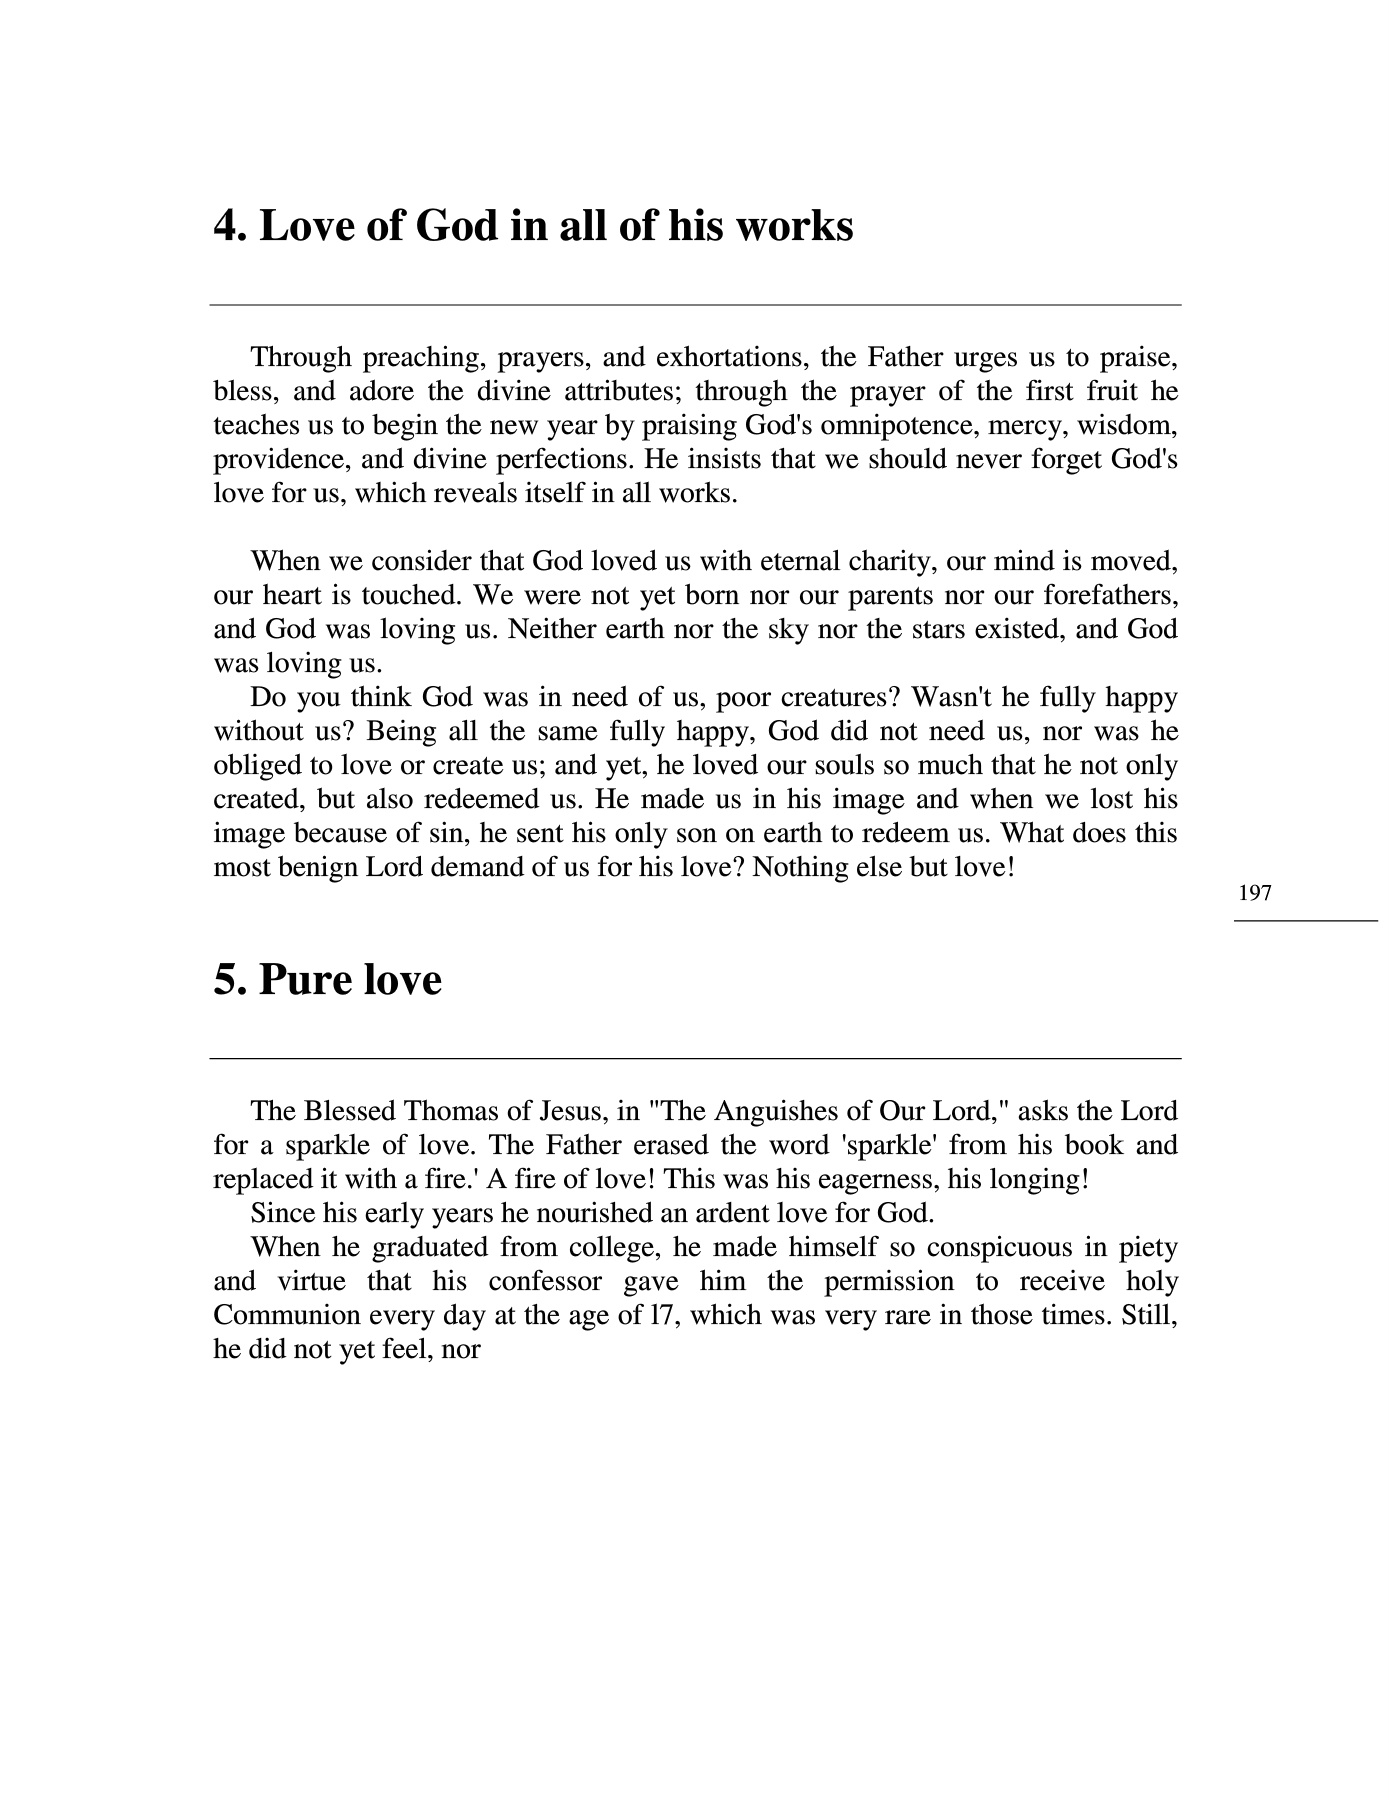 4. Love of God in all of his works
Through preaching, prayers, and exhortations, the Father urges us to praise,
bless, and adore the divine attributes; through the prayer of the first fruit he
teaches us to begin the new year by praising God's omnipotence, mercy, wisdom,
providence, and divine perfections. He insists that we should never forget God's
love for us, which reveals itself in all works.
When we consider that God loved us with eternal charity, our mind is moved,
our heart is touched. We were not yet born nor our parents nor our forefathers,
and God was loving us. Neither earth nor the sky nor the stars existed, and God
was loving us.
Do you think God was in need of us, poor creatures? Wasn't he fully happy
without us? Being all the same fully happy, God did not need us, nor was he
obliged to love or create us; and yet, he loved our souls so much that he not only
created, but also redeemed us. He made us in his image and when we lost his
image because of sin, he sent his only son on earth to redeem us. What does this
most benign Lord demand of us for his love? Nothing else but love!
197
5. Pure love
The Blessed Thomas of Jesus, in "The Anguishes of Our Lord," asks the Lord
for a sparkle of love. The Father erased the word 'sparkle' from his book and
replaced it with a fire.' A fire of love! This was his eagerness, his longing!
Since his early years he nourished an ardent love for God.
When he graduated from college, he made himself so conspicuous in piety
and virtue that his confessor gave him the permission to receive holy
Communion every day at the age of l7, which was very rare in those times. Still,
he did not yet feel, nor